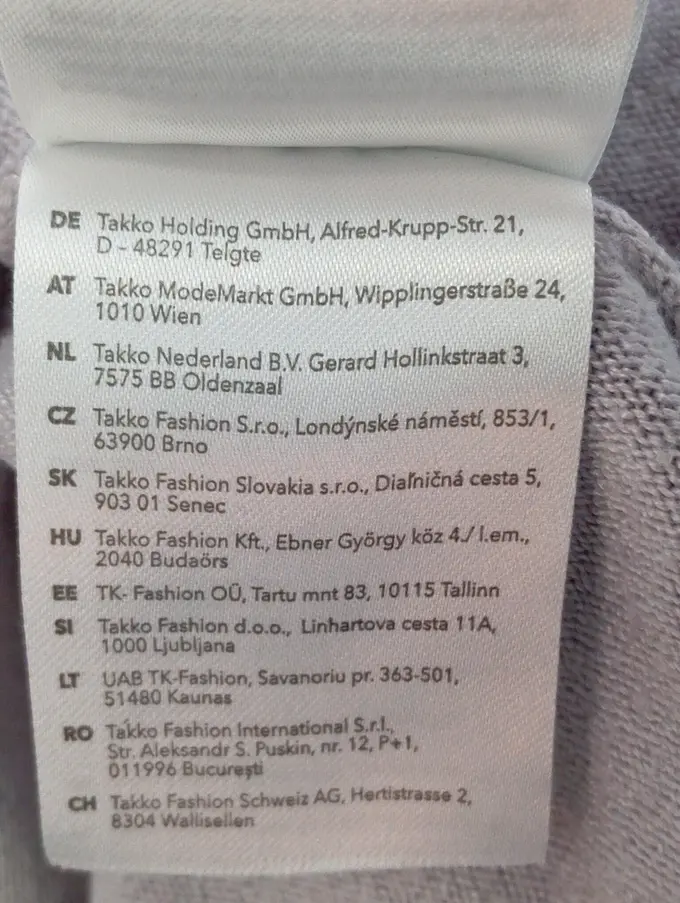 DE Takko Holding GmbH, Alfred-Krupp-Str. 21,
D - 48291 Telgte
AT Takko ModeMarkt GmbH, Wipplingerstraße 24,
1010 Wien
NL Takko Nederland B.V. Gerard Hollinkstraat 3,
7575 BB Oldenzaal
CZ Takko Fashion S.r.o., Londýnské náměstí, 853/1,
63900 Brno
SK Takko Fashion Slovakia s.r.o., Diaľničná cesta 5,
903 01 Senec
HU Takko Fashion Kft., Ebner György köz 4./ I.em.,
2040 Budaörs
EE TK- Fashion OÜ, Tartu mnt 83, 10115 Tallinn
SI Takko Fashion d.o.o., Linhartova cesta 11A,
1000 Ljubljana
LT UAB TK-Fashion, Savanoriu pr. 363-501,
51480 Kaunas
RO Takko Fashion International S.r.l.,
Str. Aleksandr S. Puskin, nr. 12, P+1,
011996 Bucureşti
CH Takko Fashion Schweiz AG, Hertistrasse 2,
8304 Wallisellen